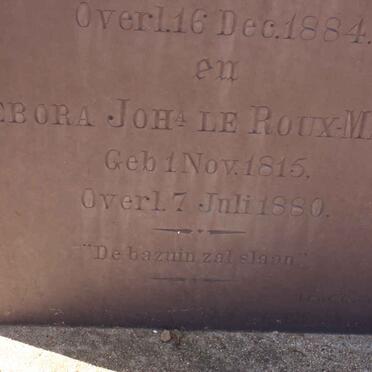 Overl.16 Dec.1884.
en
EBORA JOHA LE ROUX-M
Geb 1 Nov.1815.
Overl. 7 Juli 1880.
"De bazuin zal slaan."